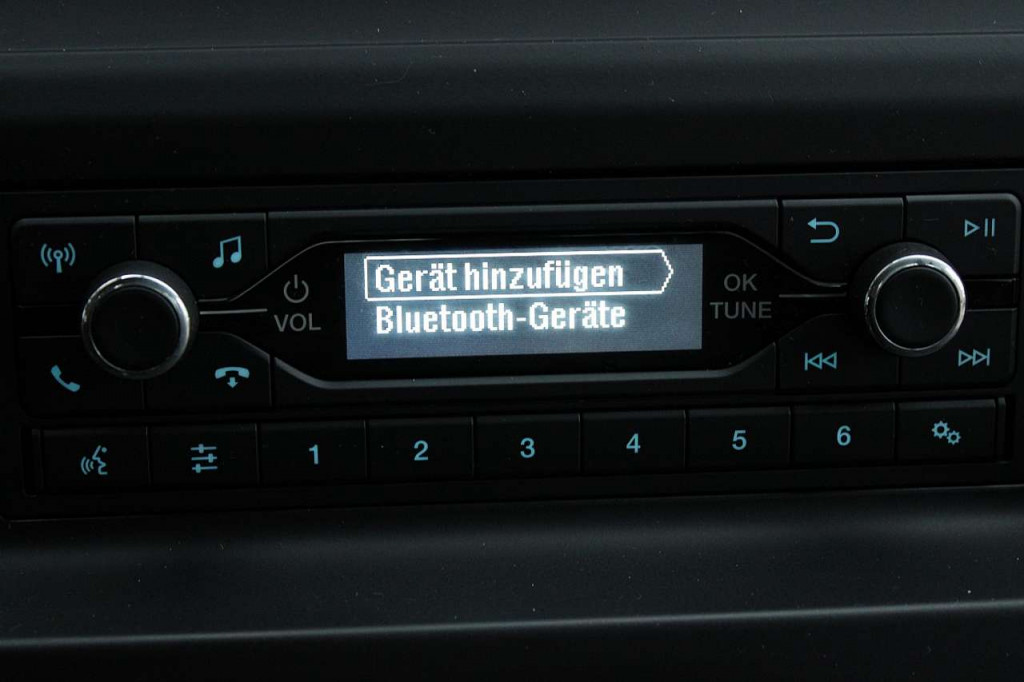 Gerät hinzufügen
Bluetooth-Geräte
VOL
OK
TUNE
1 2 3 4 5 6